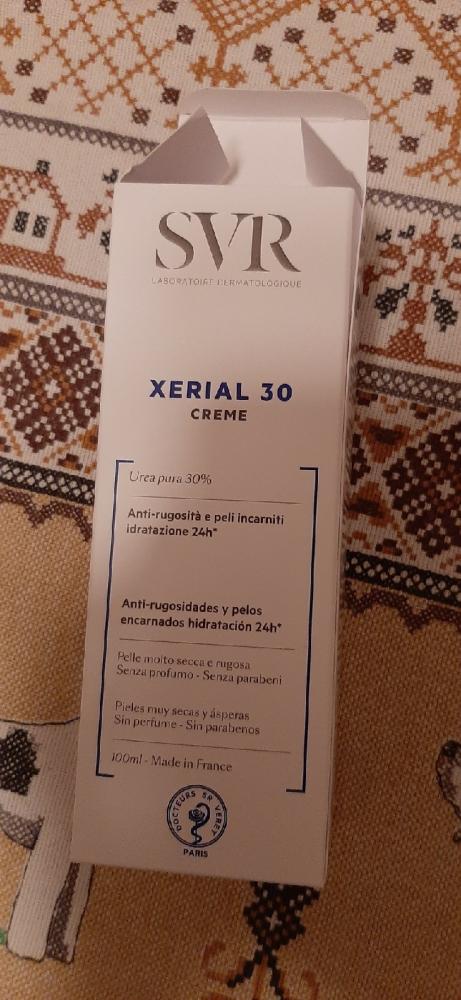 SVR
LABORATOIRE DERMATOLOGIQUE
XERIAL 30
CREME
Urea pura 30%
Anti-rugosità e peli incarniti
idratazione 24h*
Anti-rugosidades y pelos
encarnados hidratación 24h*
Pelle molto secca e rugosa
Senza profumo - Senza parabeni
Pieles muy secas y ásperas
Sin perfume - Sin parabenos
100ml - Made in France
DOCTEURS SR VERET
PARIS